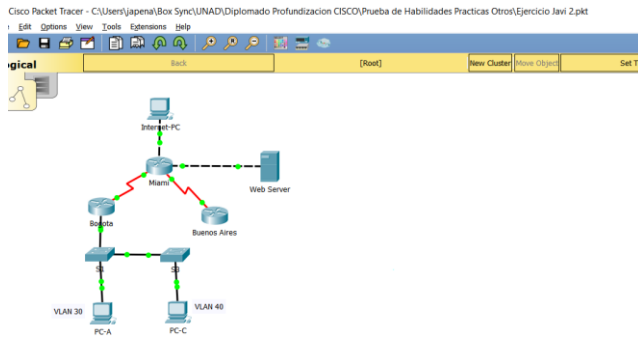 Cisco Packet Tracer - C:\Users\japena\Box Sync\UNAD\Diplomado Profundizacion CISCO\Prueba de Habilidades Practicas Otros\Ejercicio Javi 2.pkt
Edit Options View Tools Extensions Help
gical Back [Root] New Cluster Move Object Set T
Internet-PC
Miami
Web Server
Bogota
Buenos Aires
S1
S3
VLAN 30
VLAN 40
PC-A
PC-C